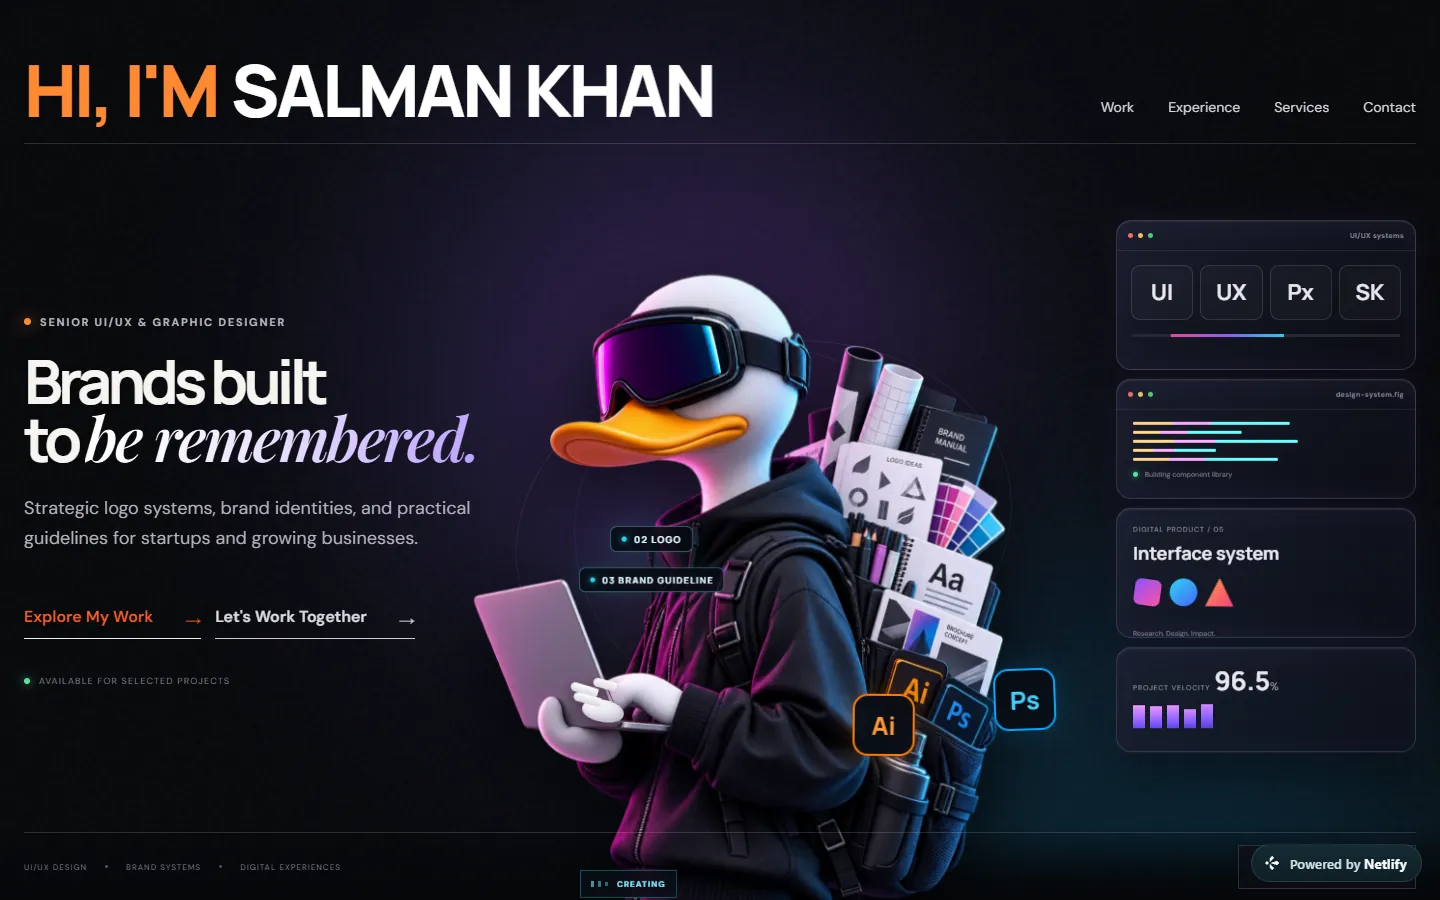 HI, I'M SALMAN KHAN
Work
Experience
Services
Contact
SENIOR UI/UX & GRAPHIC DESIGNER
Brands built
to be remembered.
Strategic logo systems, brand identities, and practical
guidelines for startups and growing businesses.
Explore My Work →
Let's Work Together →
AVAILABLE FOR SELECTED PROJECTS
BRAND
MANUAL
LOGO IDEAS
02 LOGO
03 BRAND GUIDELINE
Aa
BROCHURE
CONCEPT
Ai
Ps
Ai
Ps
UI/UX systems
UI
UX
Px
SK
design-system.fig
Building component library
DIGITAL PRODUCT / 05
Interface system
Research. Design. Impact.
PROJECT VELOCITY 96.5%
UI/UX DESIGN • BRAND SYSTEMS • DIGITAL EXPERIENCES
CREATING
Powered by Netlify